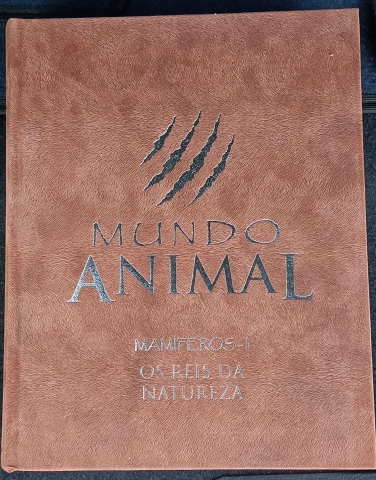 MUNDO
ANIMAL
MAMÍFEROS-I
OS REIS DA
NATUREZA